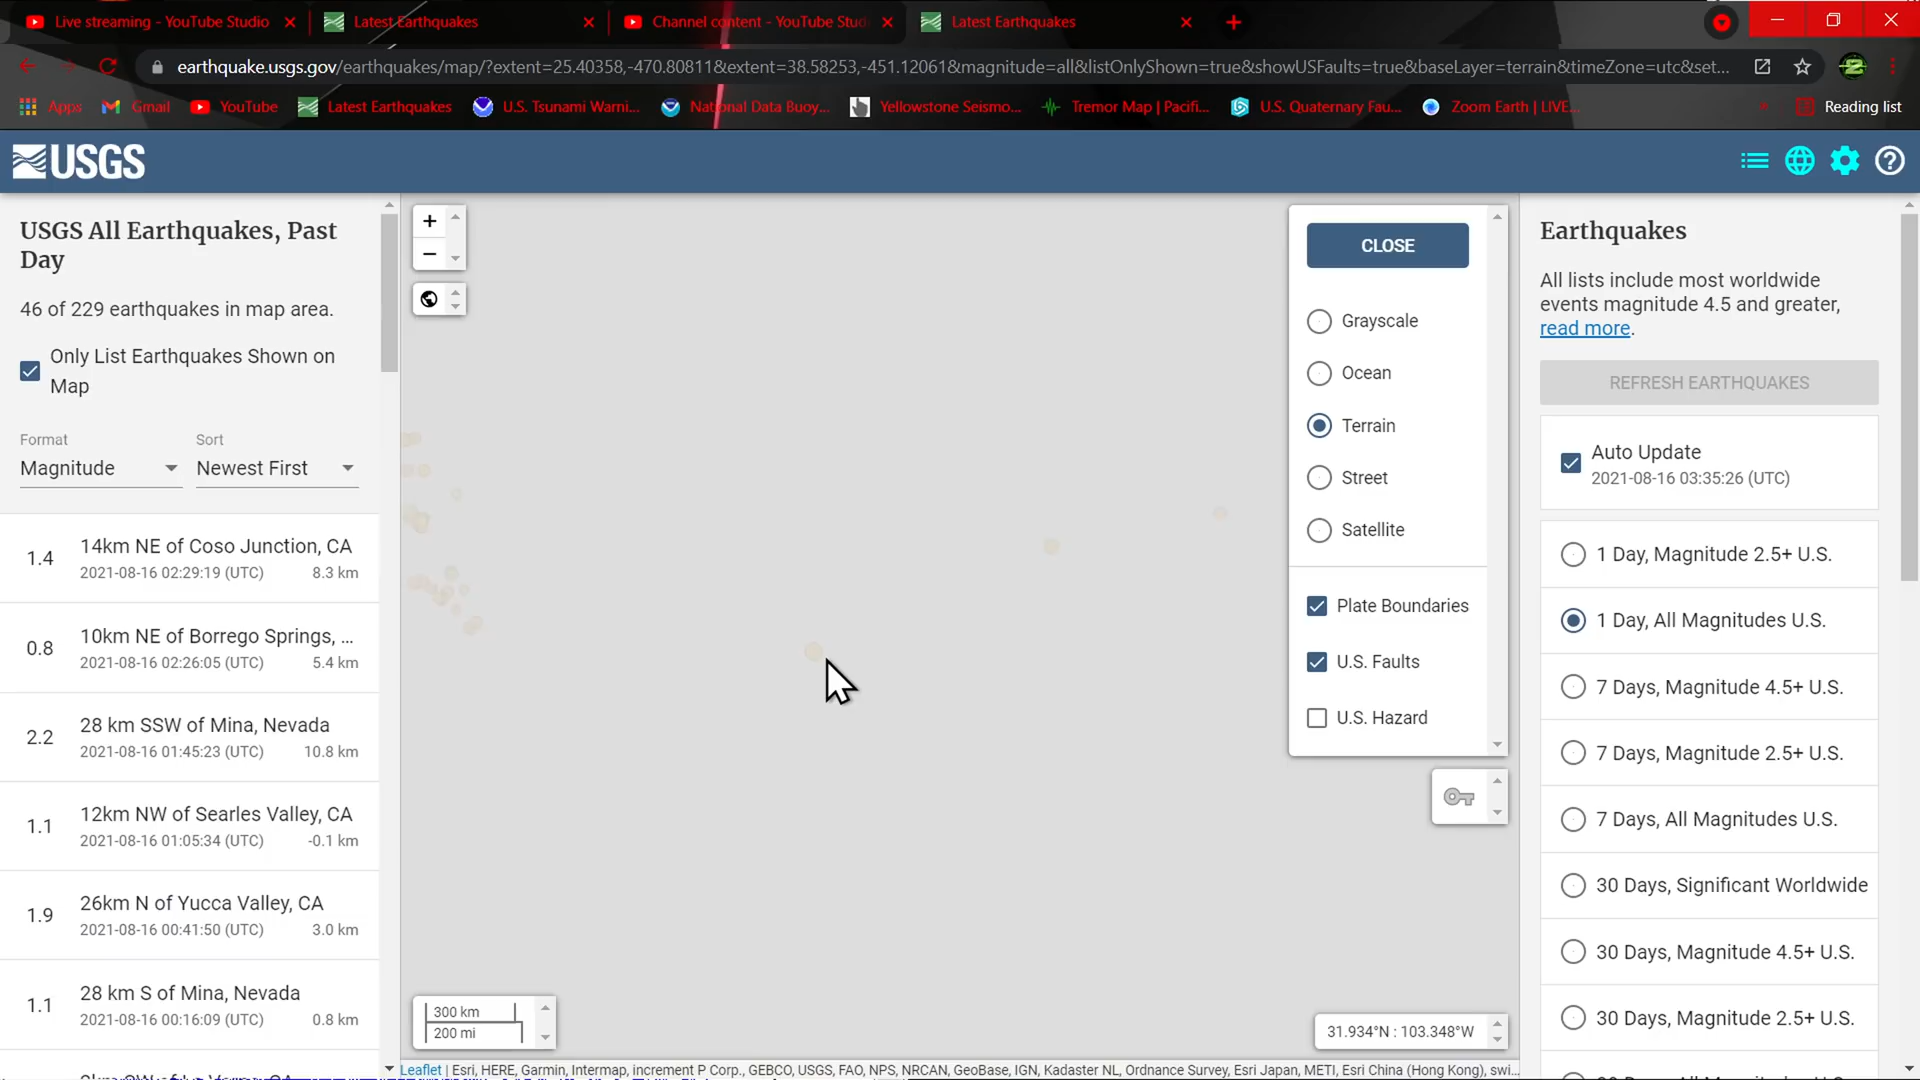 Live streaming - YouTube Studio
Latest Earthquakes
Channel content - YouTube Stud
Latest Earthquakes
earthquake.usgs.gov/earthquakes/map/?extent=25.40358,-470.80811&extent=38.58253,-451.12061&magnitude=all&listOnlyShown=true&showUSFaults=true&baseLayer=terrain&timeZone=utc&set...
Apps
Gmail
YouTube
Latest Earthquakes
U.S. Tsunami Warni...
National Data Buoy...
Yellowstone Seismo...
Tremor Map | Pacifi...
U.S. Quaternary Fau...
Zoom Earth | LIVE...
Reading list
USGS
USGS All Earthquakes, Past
Day
46 of 229 earthquakes in map area.
Only List Earthquakes Shown on
Map
Format
Sort
Magnitude
Newest First
1.4
14km NE of Coso Junction, CA
2021-08-16 02:29:19 (UTC)
8.3 km
0.8
10km NE of Borrego Springs, ...
2021-08-16 02:26:05 (UTC)
5.4 km
2.2
28 km SSW of Mina, Nevada
2021-08-16 01:45:23 (UTC)
10.8 km
1.1
12km NW of Searles Valley, CA
2021-08-16 01:05:34 (UTC)
-0.1 km
1.9
26km N of Yucca Valley, CA
2021-08-16 00:41:50 (UTC)
3.0 km
1.1
28 km S of Mina, Nevada
2021-08-16 00:16:09 (UTC)
0.8 km
+
−
300 km
200 mi
CLOSE
Grayscale
Ocean
Terrain
Street
Satellite
Plate Boundaries
U.S. Faults
U.S. Hazard
31.934°N : 103.348°W
Leaflet | Esri, HERE, Garmin, Intermap, increment P Corp., GEBCO, USGS, FAO, NPS, NRCAN, GeoBase, IGN, Kadaster NL, Ordnance Survey, Esri Japan, METI, Esri China (Hong Kong), swi...
Earthquakes
All lists include most worldwide
events magnitude 4.5 and greater,
read more.
REFRESH EARTHQUAKES
Auto Update
2021-08-16 03:35:26 (UTC)
1 Day, Magnitude 2.5+ U.S.
1 Day, All Magnitudes U.S.
7 Days, Magnitude 4.5+ U.S.
7 Days, Magnitude 2.5+ U.S.
7 Days, All Magnitudes U.S.
30 Days, Significant Worldwide
30 Days, Magnitude 4.5+ U.S.
30 Days, Magnitude 2.5+ U.S.